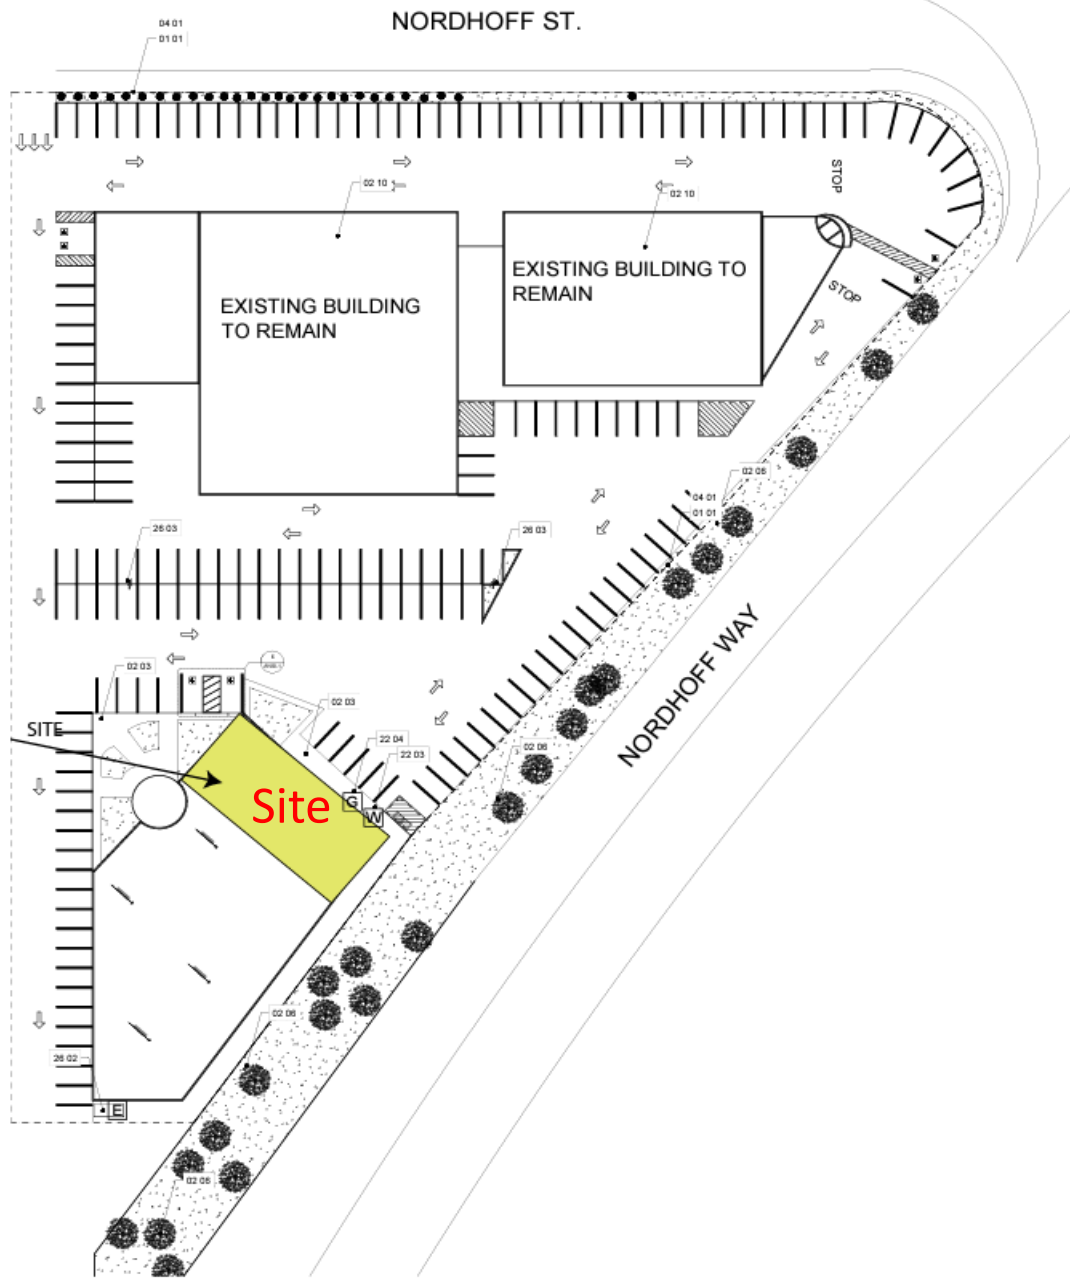 NORDHOFF ST.
04 01
01 01
02 10
02 10
STOP
EXISTING BUILDING TO
REMAIN
EXISTING BUILDING
TO REMAIN
STOP
02 06
04 01
01 01
26 03
26 03
NORDHOFF WAY
02 03
02 03
SITE
22 04
22 03
02 06
Site
G
W
02 06
26 02
E
02 06